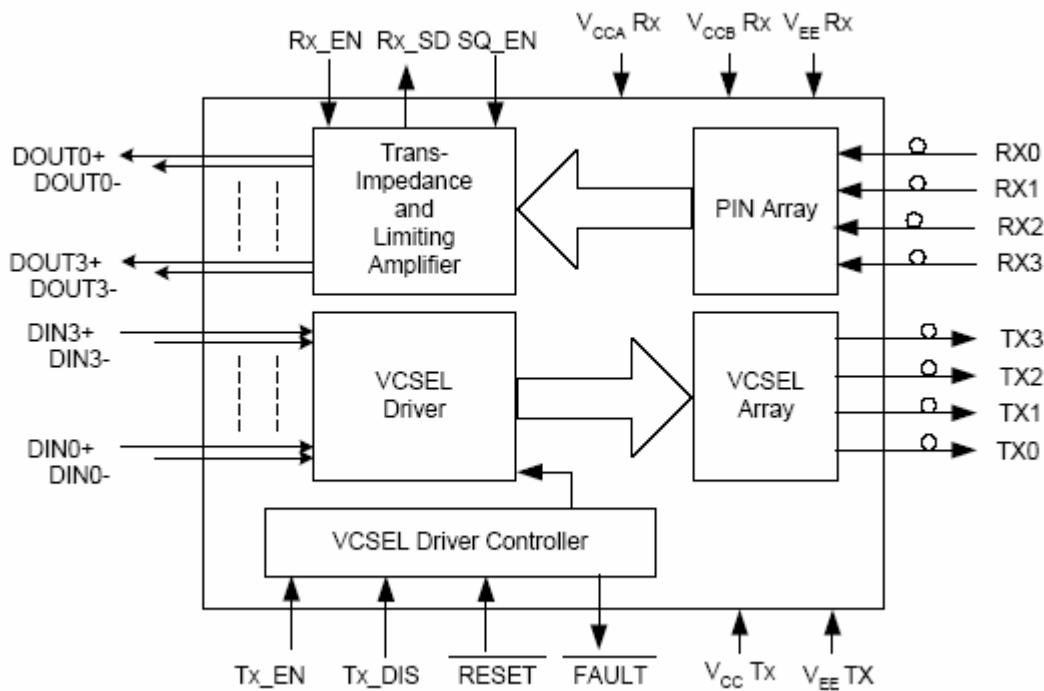 Rx_EN Rx_SD SQ_EN
VCCA Rx VCCB Rx VEE Rx
DOUT0+
DOUT0-
DOUT3+
DOUT3-
Trans-
Impedance
and
Limiting
Amplifier
PIN Array
RX0
RX1
RX2
RX3
DIN3+
DIN3-
DIN0+
DIN0-
VCSEL
Driver
VCSEL
Array
TX3
TX2
TX1
TX0
VCSEL Driver Controller
Tx_EN Tx_DIS RESET FAULT VCC Tx VEE TX